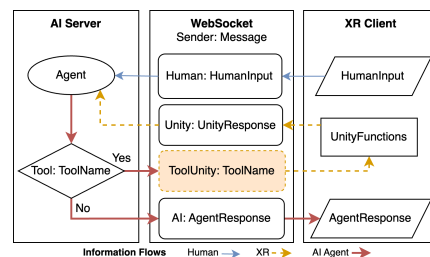 AI Server
WebSocket
Sender: Message
XR Client
Agent
Human: HumanInput
HumanInput
Unity: UnityResponse
UnityFunctions
Tool: ToolName
Yes
ToolUnity: ToolName
No
AI: AgentResponse
AgentResponse
Information Flows Human XR AI Agent